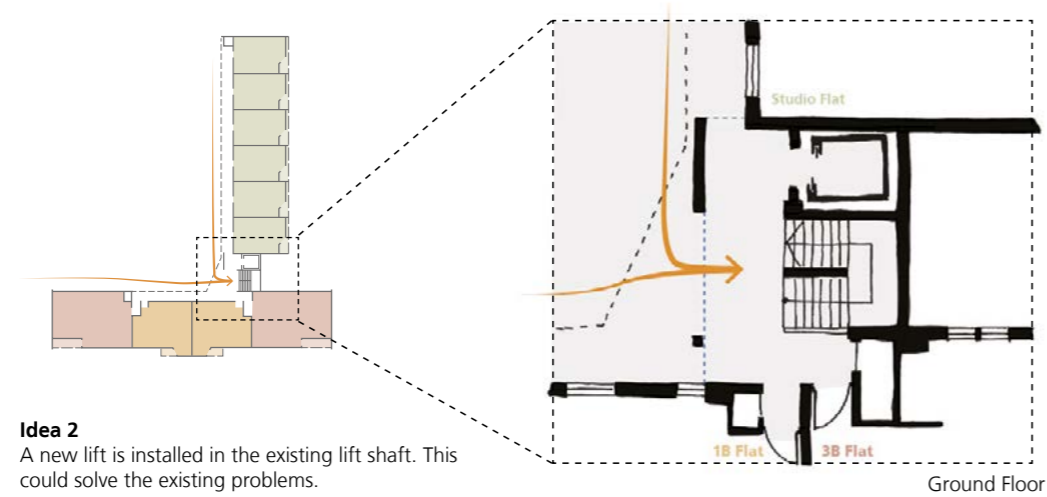 Studio Flat
1B Flat
3B Flat
Idea 2
A new lift is installed in the existing lift shaft. This
could solve the existing problems.
Ground Floor